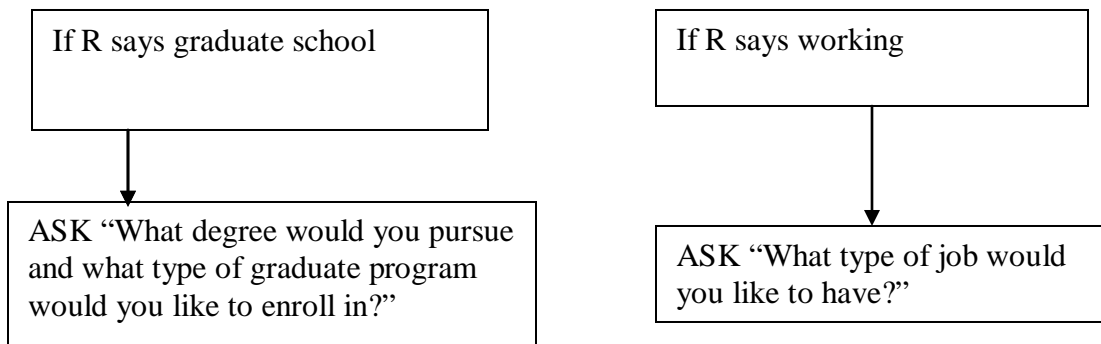 If R says graduate school
If R says working
ASK “What degree would you pursue
and what type of graduate program
would you like to enroll in?”
ASK “What type of job would
you like to have?”